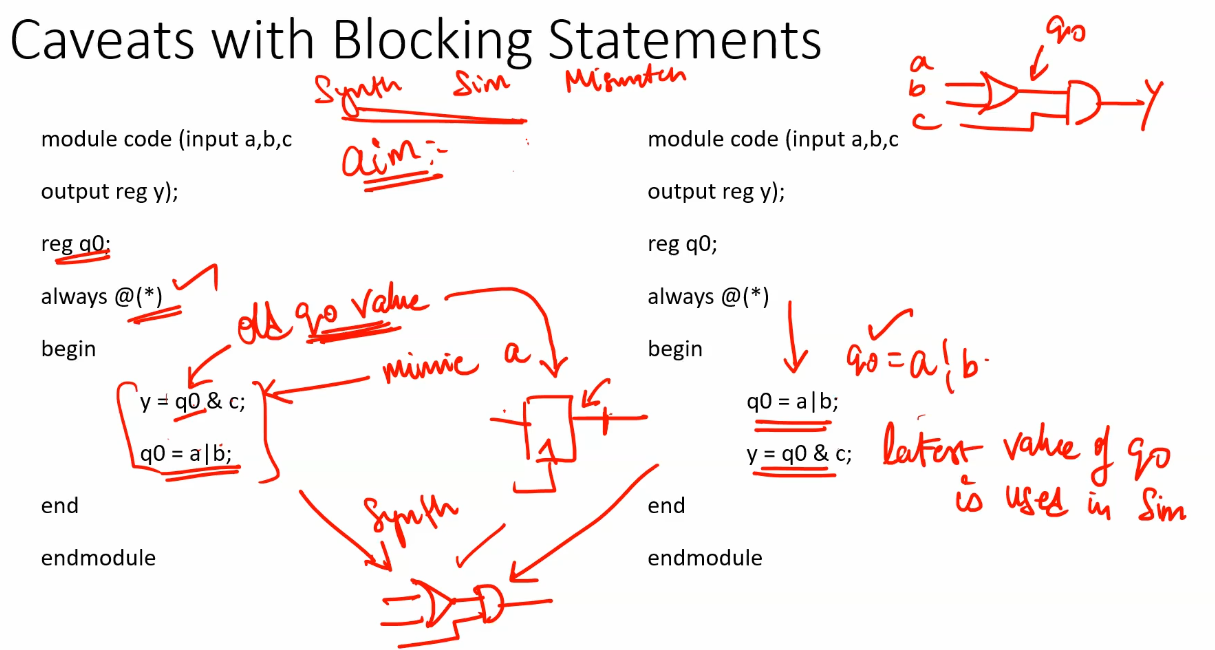 Caveats with Blocking Statements
Synth Sim Mismatch
aim:-
module code (input a,b,c
output reg y);
reg q0;
always @(*)
begin
y = q0 & c;
q0 = a|b;
end
endmodule
old q0 value
mimic a
Synth
module code (input a,b,c
output reg y);
reg q0;
always @(*)
begin
q0 = a|b;
y = q0 & c;
end
endmodule
q0
a
b
c
Y
q0 = a|b.
latest value of q0
is used in Sim